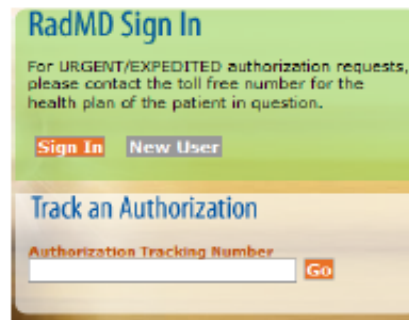 RadMD Sign In
For URGENT/EXPEDITED authorization requests,
please contact the toll free number for the
health plan of the patient in question.
Sign In New User
Track an Authorization
Authorization Tracking Number
Go